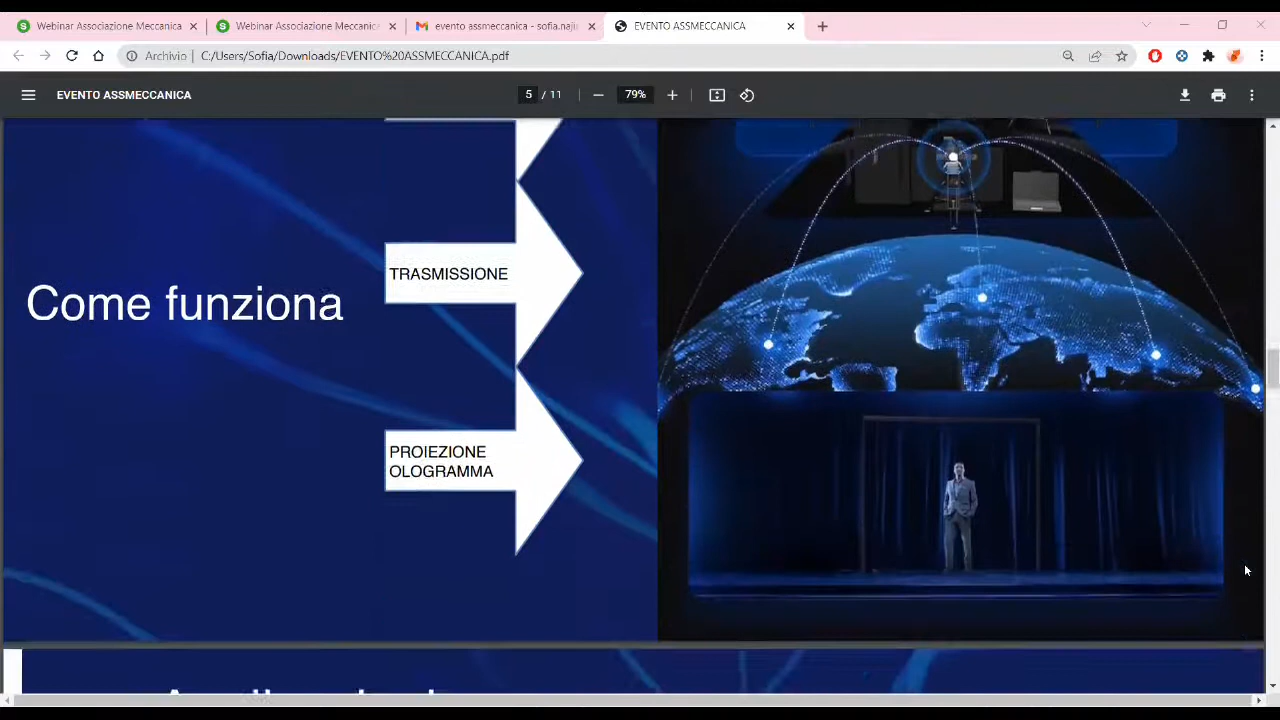 Webinar Associazione Meccanica
Webinar Associazione Meccanic
evento assmeccanica - sofia.naji
EVENTO ASSMECCANICA
Archivio
C:/Users/Sofia/Downloads/EVENTO%20ASSMECCANICA.pdf
EVENTO ASSMECCANICA
5 / 11
79%
TRASMISSIONE
Come funziona
PROIEZIONE
OLOGRAMMA